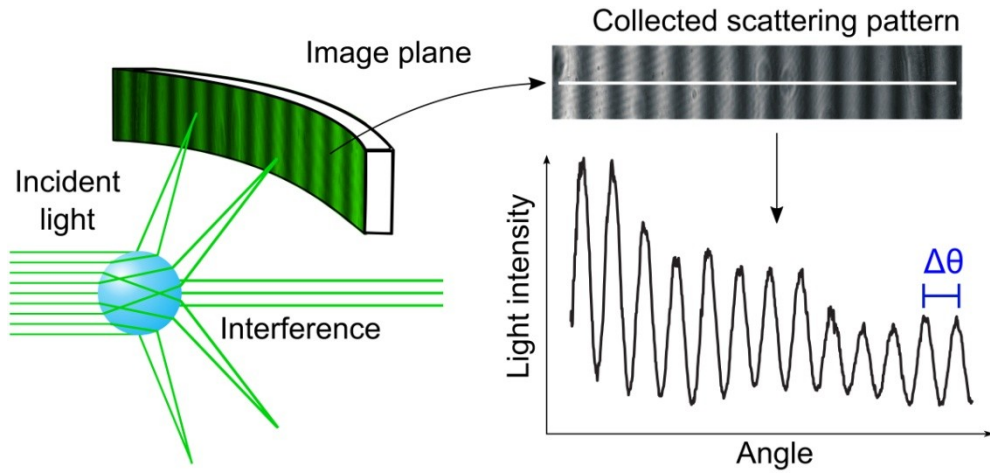 Collected scattering pattern
Image plane
Incident
light
Interference
Light intensity
Δθ
Angle